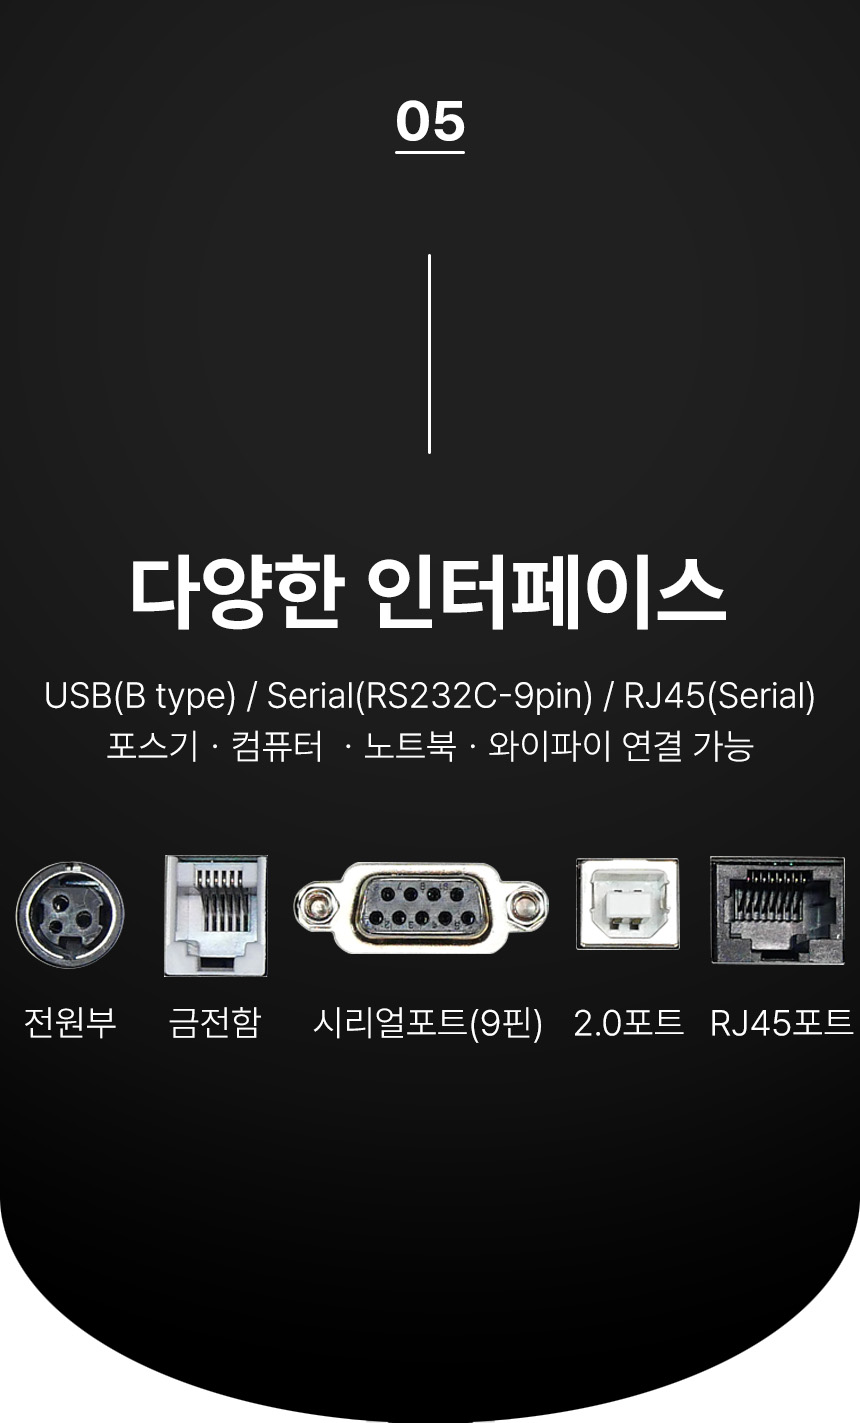 05
다양한 인터페이스
USB(B type) / Serial(RS232C-9pin) / RJ45(Serial)
포스기 · 컴퓨터 · 노트북 · 와이파이 연결 가능
전원부 금전함 시리얼포트(9핀) 2.0포트 RJ45포트